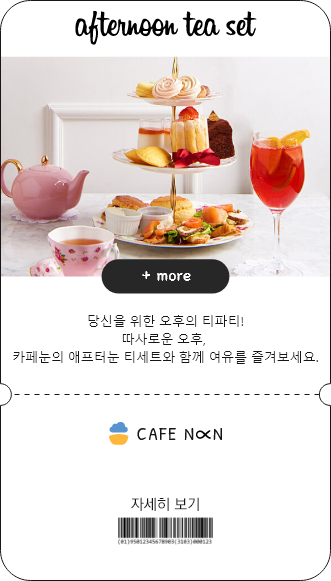 afternoon tea set
+ more
당신을 위한 오후의 티파티!
따사로운 오후,
카페눈의 애프터눈 티세트와 함께 여유를 즐겨보세요.
CAFE NOON
자세히 보기
(01)95012345678903(3103)000123